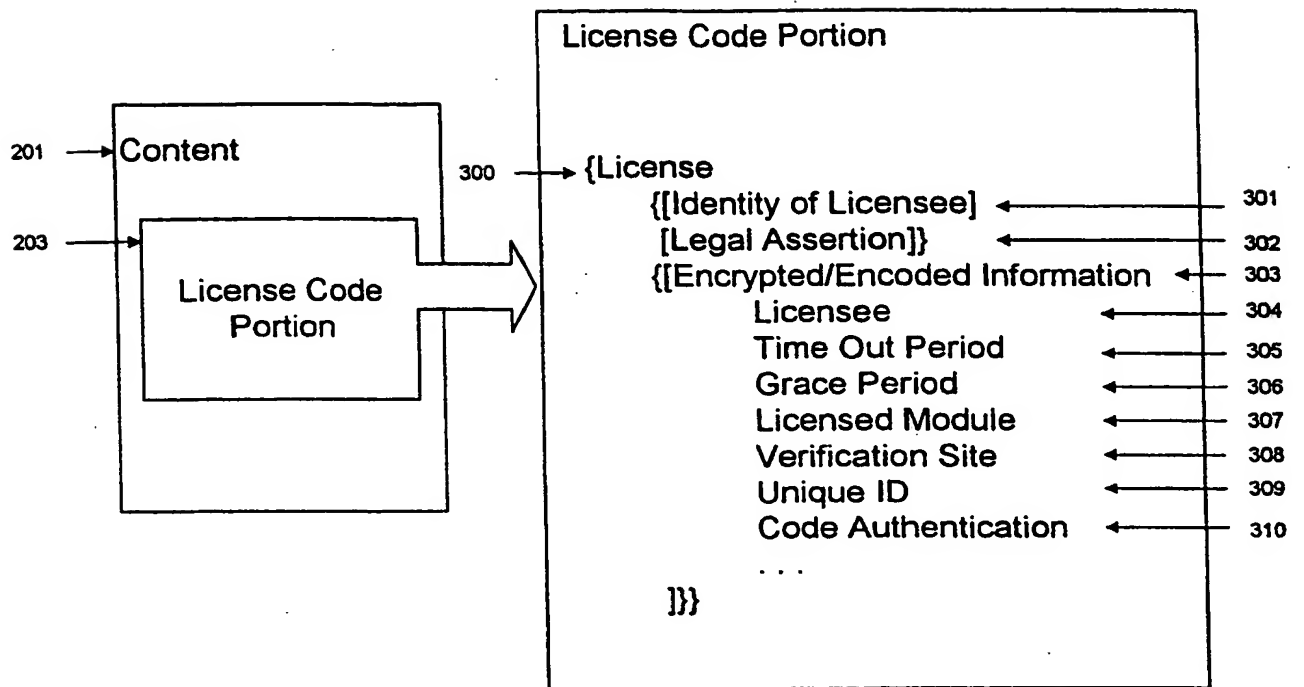 License Code Portion
201
Content
300
{License
{[Identity of Licensee]
301
203
[Legal Assertion]}
302
{[Encrypted/Encoded Information
303
License Code
Portion
Licensee
304
Time Out Period
305
Grace Period
306
Licensed Module
307
Verification Site
308
Unique ID
309
Code Authentication
310
. . .
]}}